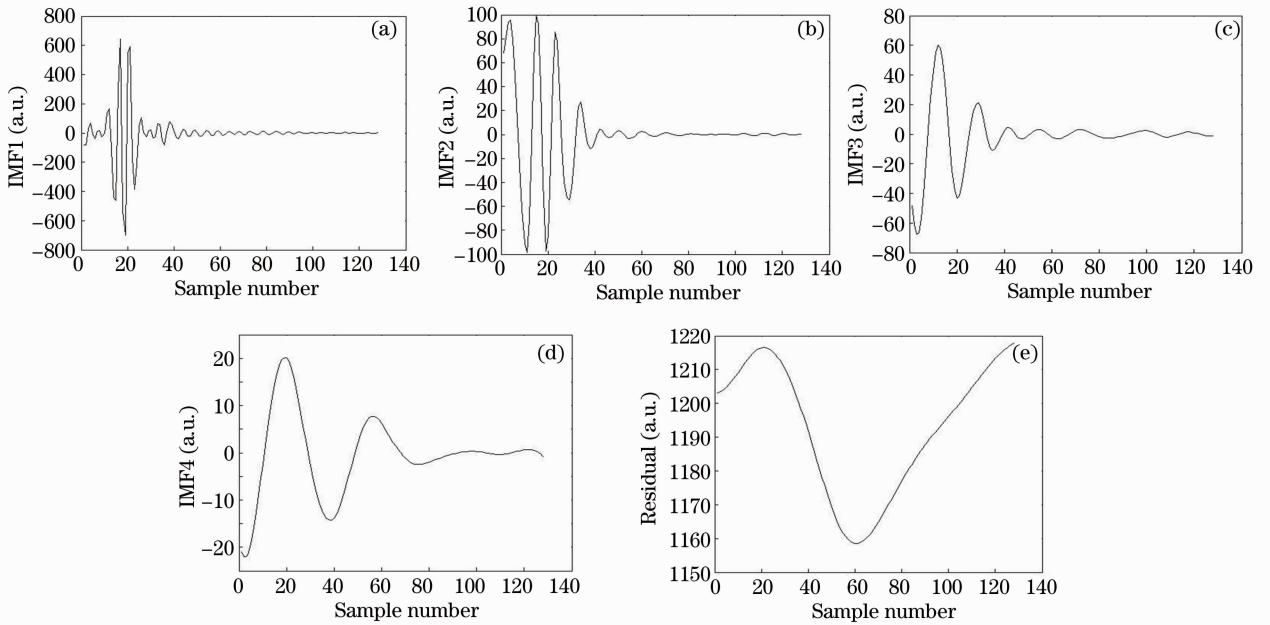 (a)
IMF1 (a.u.)
800
600
400
200
0
−200
−400
−600
−800
0 20 40 60 80 100 120 140
Sample number
(b)
IMF2 (a.u.)
100
80
60
40
20
0
−20
−40
−60
−80
−100
0 20 40 60 80 100 120 140
Sample number
(c)
IMF3 (a.u.)
80
60
40
20
0
−20
−40
−60
−80
0 20 40 60 80 100 120 140
Sample number
(d)
IMF4 (a.u.)
20
10
0
−10
−20
0 20 40 60 80 100 120 140
Sample number
(e)
Residual (a.u.)
1220
1210
1200
1190
1180
1170
1160
1150
0 20 40 60 80 100 120 140
Sample number